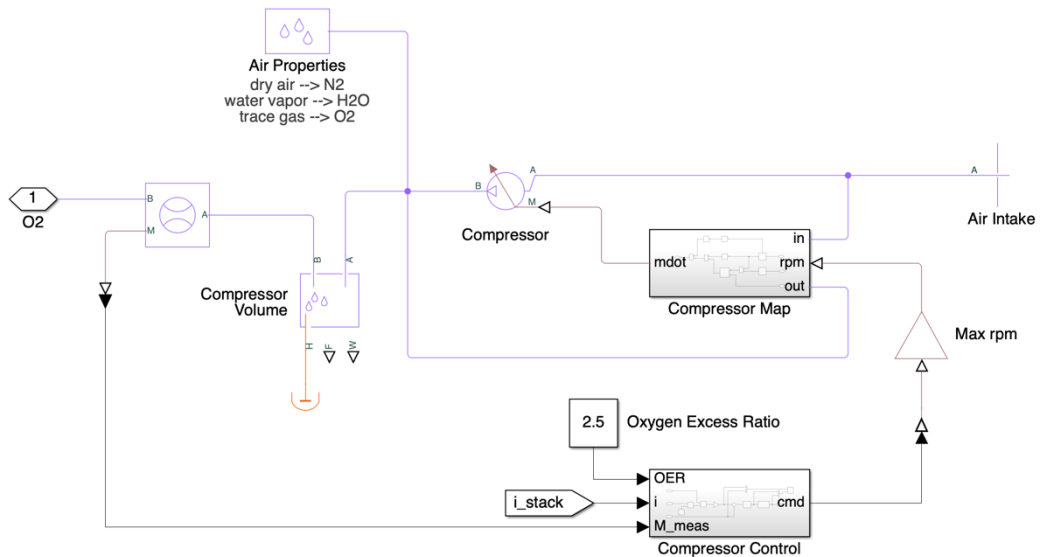 Air Properties
dry air --> N2
water vapor --> H2O
trace gas --> O2
A
A
B
M
Compressor
Air Intake
1
O2
B
M
A
in
mdot
rpm
out
Compressor Map
B
A
Compressor
Volume
H
F
W
Max rpm
2.5
Oxygen Excess Ratio
OER
i_stack
i
cmd
M_meas
Compressor Control